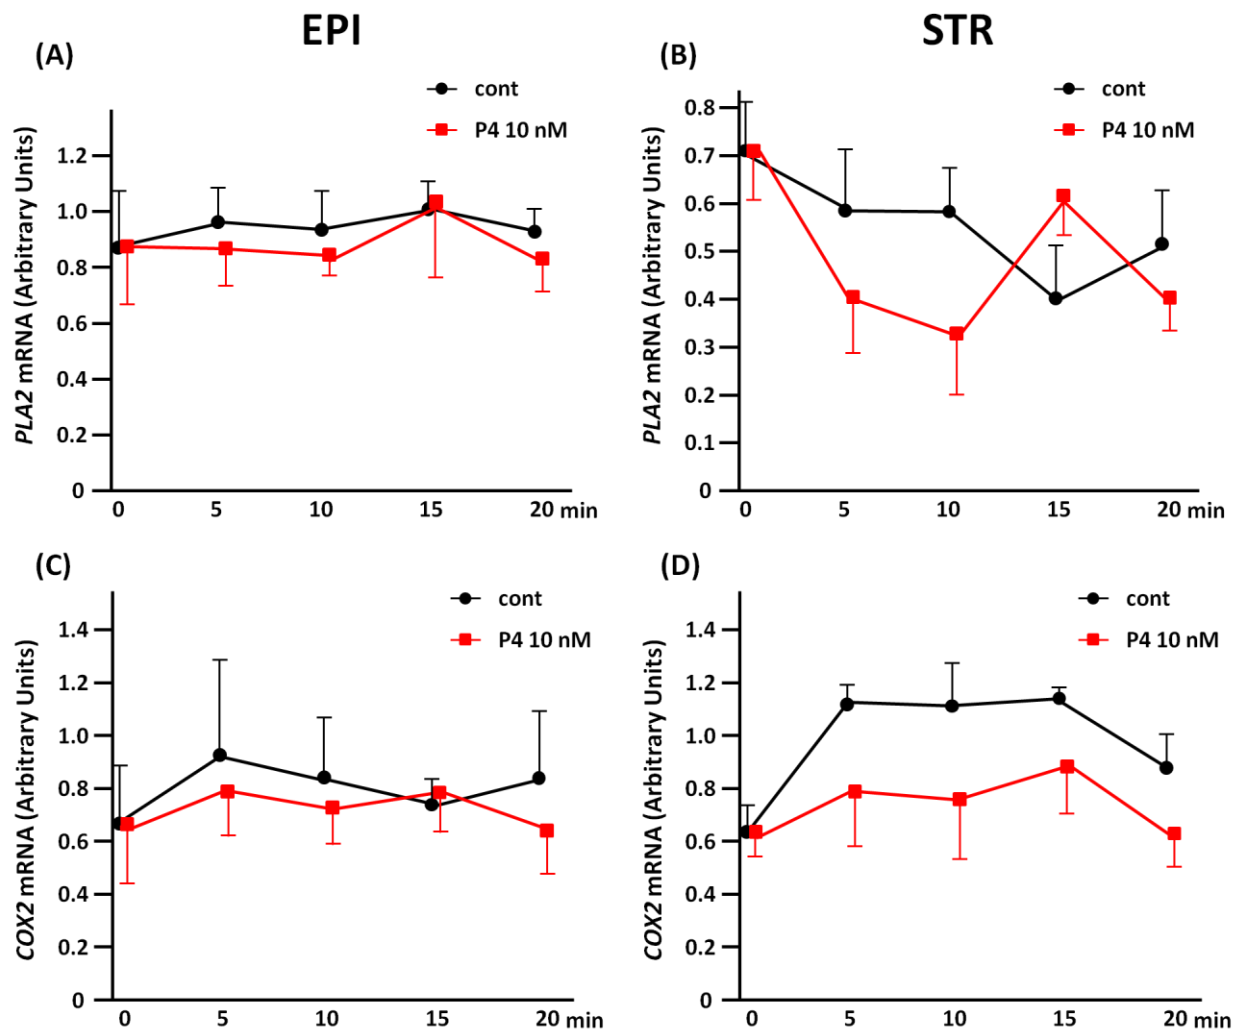 EPI
STR
(A)
cont
P4 10 nM
PLA2 mRNA (Arbitrary Units)
1.2
1.0
0.8
0.6
0.4
0.2
0
0 5 10 15 20 min
(B)
cont
P4 10 nM
PLA2 mRNA (Arbitrary Units)
0.8
0.7
0.6
0.5
0.4
0.3
0.2
0.1
0
0 5 10 15 20 min
(C)
cont
P4 10 nM
COX2 mRNA (Arbitrary Units)
1.4
1.2
1.0
0.8
0.6
0.4
0.2
0
0 5 10 15 20 min
(D)
cont
P4 10 nM
COX2 mRNA (Arbitrary Units)
1.4
1.2
1.0
0.8
0.6
0.4
0.2
0
0 5 10 15 20 min